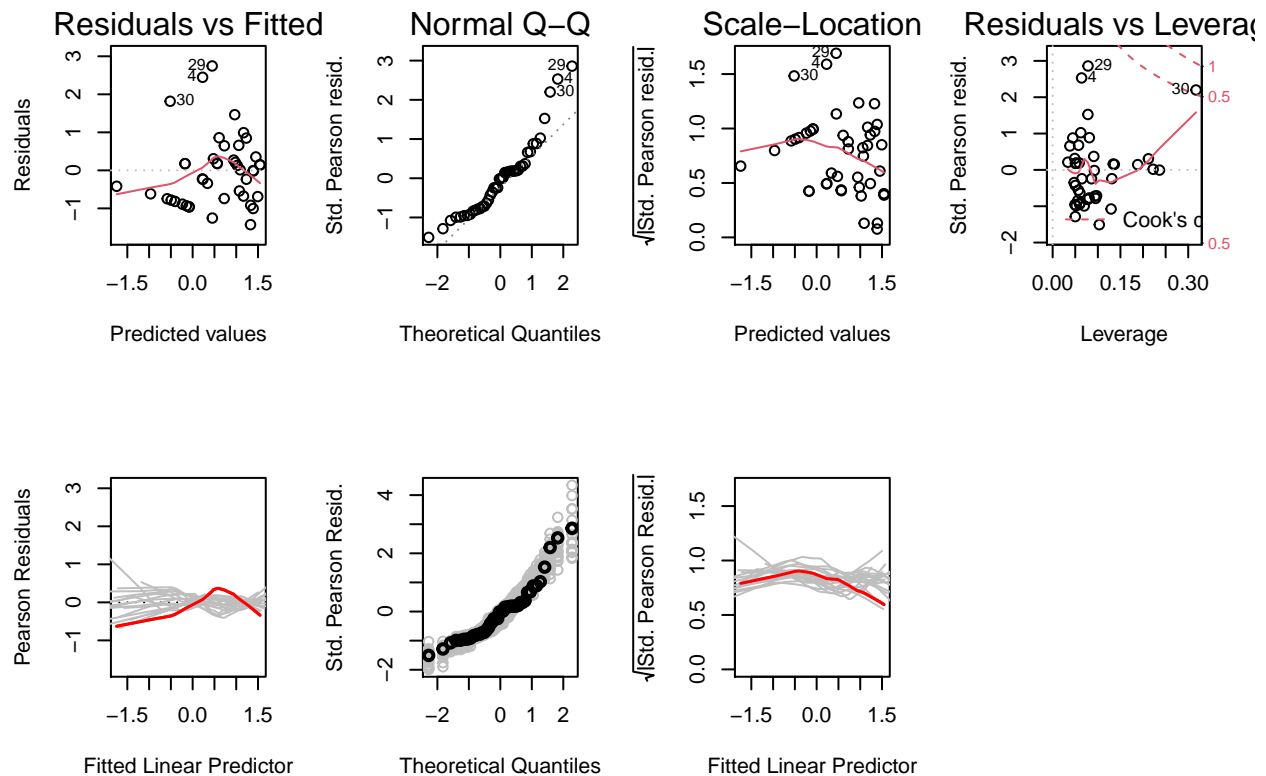 Residuals vs Fitted
Residuals
3
2
1
0
−1
29
4
30
−1.5 0.0 1.5
Predicted values
Normal Q−Q
Std. Pearson resid.
3
2
1
0
−1
29
4
30
−2 0 2
Theoretical Quantiles
Scale−Location
√|Std. Pearson resid.|
1.5
1.0
0.5
0.0
29
4
30
−1.5 0.0 1.5
Predicted values
Residuals vs Leverag
Std. Pearson resid.
3
2
1
0
−2
29
4
30
1
0.5
0.5
Cook's d
0.00 0.15 0.30
Leverage
Pearson Residuals
3
2
1
0
−1
−1.5 0.0 1.5
Fitted Linear Predictor
Std. Pearson Resid.
4
2
0
−2
−2 0 2
Theoretical Quantiles
√|Std. Pearson Resid.|
1.5
1.0
0.5
0.0
−1.5 0.0 1.5
Fitted Linear Predictor